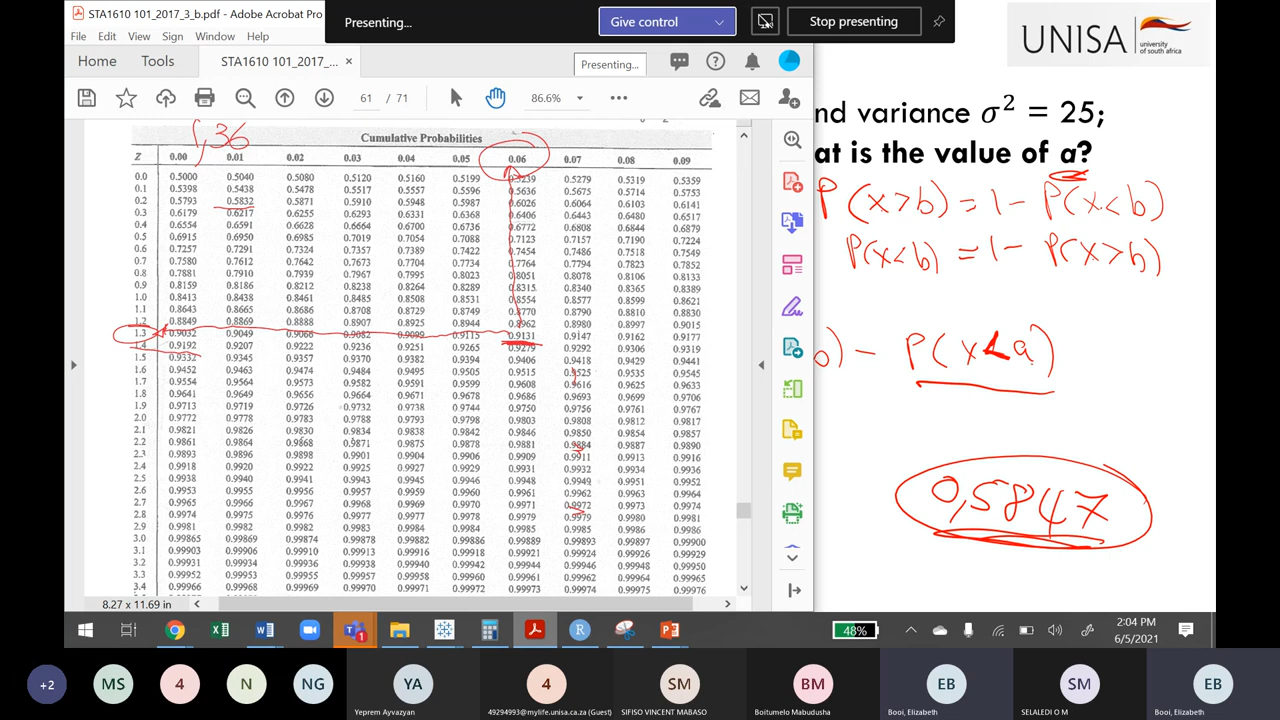 STA1610 101_2017_3_b.pdf - Adobe Acrobat Pro
Presenting...
Give control
Stop presenting
File Edit View Sign Window Help
Home Tools STA1610 101_2017_... × Presenting...
61 / 71 86.6%
UNISA university of south africa
nd variance σ² = 25;
at is the value of a?
P(x>b) = 1 - P(x<b)
P(x<b) = 1 - P(x>b)
b) - P(x<a)
0,5847
1,36
Cumulative Probabilities
Z 0.00 0.01 0.02 0.03 0.04 0.05 0.06 0.07 0.08 0.09
0.0 0.5000 0.5040 0.5080 0.5120 0.5160 0.5199 0.5239 0.5279 0.5319 0.5359
0.1 0.5398 0.5438 0.5478 0.5517 0.5557 0.5596 0.5636 0.5675 0.5714 0.5753
0.2 0.5793 0.5832 0.5871 0.5910 0.5948 0.5987 0.6026 0.6064 0.6103 0.6141
0.3 0.6179 0.6217 0.6255 0.6293 0.6331 0.6368 0.6406 0.6443 0.6480 0.6517
0.4 0.6554 0.6591 0.6628 0.6664 0.6700 0.6736 0.6772 0.6808 0.6844 0.6879
0.5 0.6915 0.6950 0.6985 0.7019 0.7054 0.7088 0.7123 0.7157 0.7190 0.7224
0.6 0.7257 0.7291 0.7324 0.7357 0.7389 0.7422 0.7454 0.7486 0.7518 0.7549
0.7 0.7580 0.7612 0.7642 0.7673 0.7704 0.7734 0.7764 0.7794 0.7823 0.7852
0.8 0.7881 0.7910 0.7939 0.7967 0.7995 0.8023 0.8051 0.8078 0.8106 0.8133
0.9 0.8159 0.8186 0.8212 0.8238 0.8264 0.8289 0.8315 0.8340 0.8365 0.8389
1.0 0.8413 0.8438 0.8461 0.8485 0.8508 0.8531 0.8554 0.8577 0.8599 0.8621
1.1 0.8643 0.8665 0.8686 0.8708 0.8729 0.8749 0.8770 0.8790 0.8810 0.8830
1.2 0.8849 0.8869 0.8888 0.8907 0.8925 0.8944 0.8962 0.8980 0.8997 0.9015
1.3 0.9032 0.9049 0.9066 0.9082 0.9099 0.9115 0.9131 0.9147 0.9162 0.9177
1.4 0.9192 0.9207 0.9222 0.9236 0.9251 0.9265 0.9279 0.9292 0.9306 0.9319
1.5 0.9332 0.9345 0.9357 0.9370 0.9382 0.9394 0.9406 0.9418 0.9429 0.9441
1.6 0.9452 0.9463 0.9474 0.9484 0.9495 0.9505 0.9515 0.9525 0.9535 0.9545
1.7 0.9554 0.9564 0.9573 0.9582 0.9591 0.9599 0.9608 0.9616 0.9625 0.9633
1.8 0.9641 0.9649 0.9656 0.9664 0.9671 0.9678 0.9686 0.9693 0.9699 0.9706
1.9 0.9713 0.9719 0.9726 0.9732 0.9738 0.9744 0.9750 0.9756 0.9761 0.9767
2.0 0.9772 0.9778 0.9783 0.9788 0.9793 0.9798 0.9803 0.9808 0.9812 0.9817
2.1 0.9821 0.9826 0.9830 0.9834 0.9838 0.9842 0.9846 0.9850 0.9854 0.9857
2.2 0.9861 0.9864 0.9868 0.9871 0.9875 0.9878 0.9881 0.9884 0.9887 0.9890
2.3 0.9893 0.9896 0.9898 0.9901 0.9904 0.9906 0.9909 0.9911 0.9913 0.9916
2.4 0.9918 0.9920 0.9922 0.9925 0.9927 0.9929 0.9931 0.9932 0.9934 0.9936
2.5 0.9938 0.9940 0.9941 0.9943 0.9945 0.9946 0.9948 0.9949 0.9951 0.9952
2.6 0.9953 0.9955 0.9956 0.9957 0.9959 0.9960 0.9961 0.9962 0.9963 0.9964
2.7 0.9965 0.9966 0.9967 0.9968 0.9969 0.9970 0.9971 0.9972 0.9973 0.9974
2.8 0.9974 0.9975 0.9976 0.9977 0.9977 0.9978 0.9979 0.9979 0.9980 0.9981
2.9 0.9981 0.9982 0.9982 0.9983 0.9984 0.9984 0.9985 0.9985 0.9986 0.9986
3.0 0.99865 0.99869 0.99874 0.99878 0.99882 0.99886 0.99889 0.99893 0.99897 0.99900
3.1 0.99903 0.99906 0.99910 0.99913 0.99916 0.99918 0.99921 0.99924 0.99926 0.99929
3.2 0.99931 0.99934 0.99936 0.99938 0.99940 0.99942 0.99944 0.99946 0.99948 0.99950
3.3 0.99952 0.99953 0.99955 0.99957 0.99958 0.99960 0.99961 0.99962 0.99964 0.99965
3.4 0.99966 0.99968 0.99969 0.99970 0.99971 0.99972 0.99973 0.99974 0.99975 0.99976
8.27 x 11.69 in
48% 2:04 PM
6/5/2021
+2 MS 4 N NG YA 4 SM BM EB SM EB
Yeprem Ayvazyan 49294993@mylife.unisa.ac.za (Guest) SIFISO VINCENT MABASO Boitumelo Mabudusha Booi, Elizabeth SELALEDI O M Booi, Elizabeth